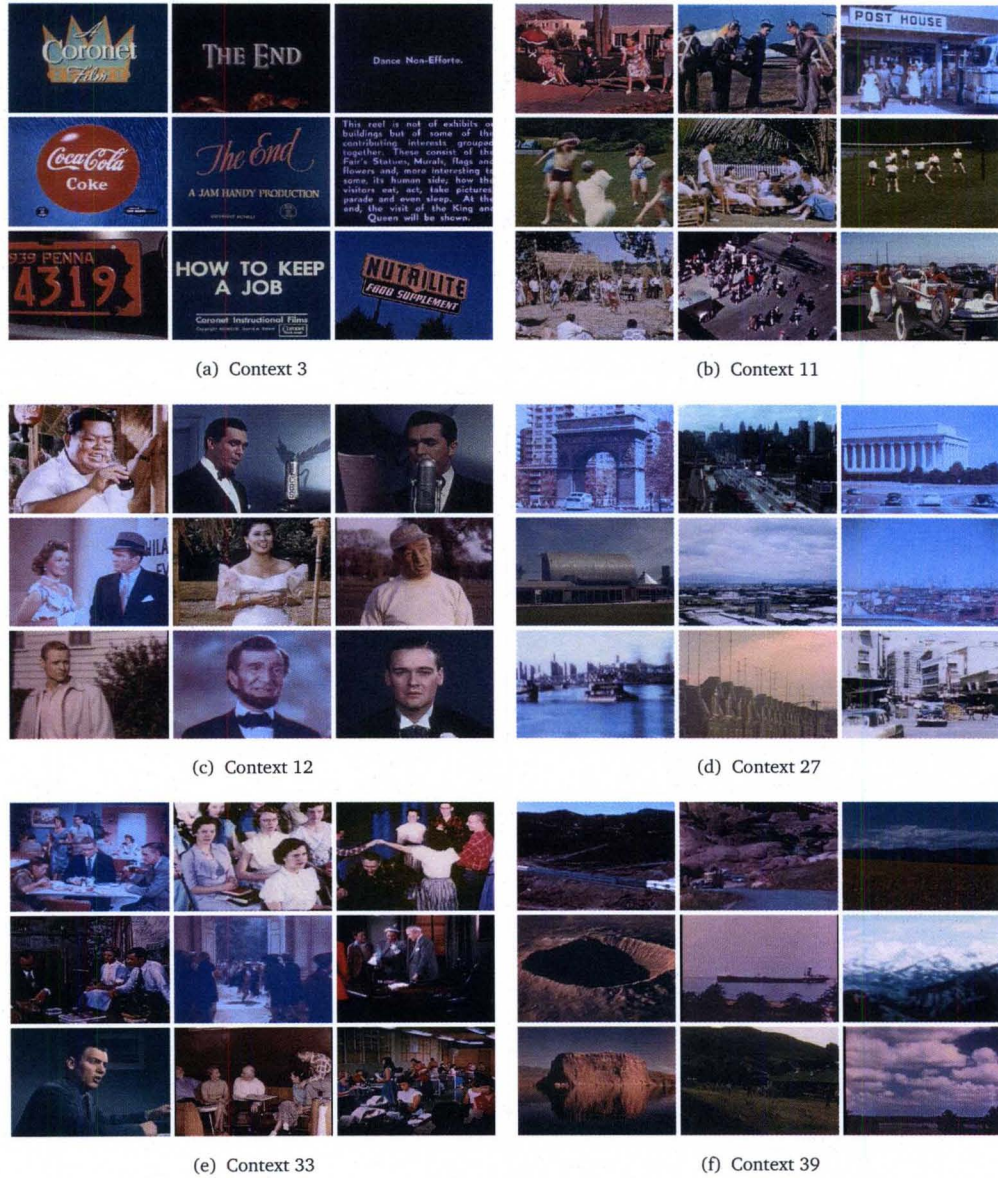 A
Coronet
Film
THE END
Dance Non-Efforts.
POST HOUSE
Coca-Cola
Coke
The End
A JAM HANDY PRODUCTION
This reel is not of exhibits or
buildings but of some of the
contributing interests grouped
together. These consist of the
Fair's Statues, Murals, flags and
flowers and, more interesting to
some, its human side; how the
visitors eat, act, take pictures,
parade and even sleep. At the
end, the visit of the King and
Queen will be shown.
939 PENNA
4319
HOW TO KEEP
A JOB
Coronet Instructional Films
Coronet
NUTRILITE
FOOD SUPPLEMENT
(a) Context 3
(b) Context 11
HILA
(c) Context 12
(d) Context 27
(e) Context 33
(f) Context 39